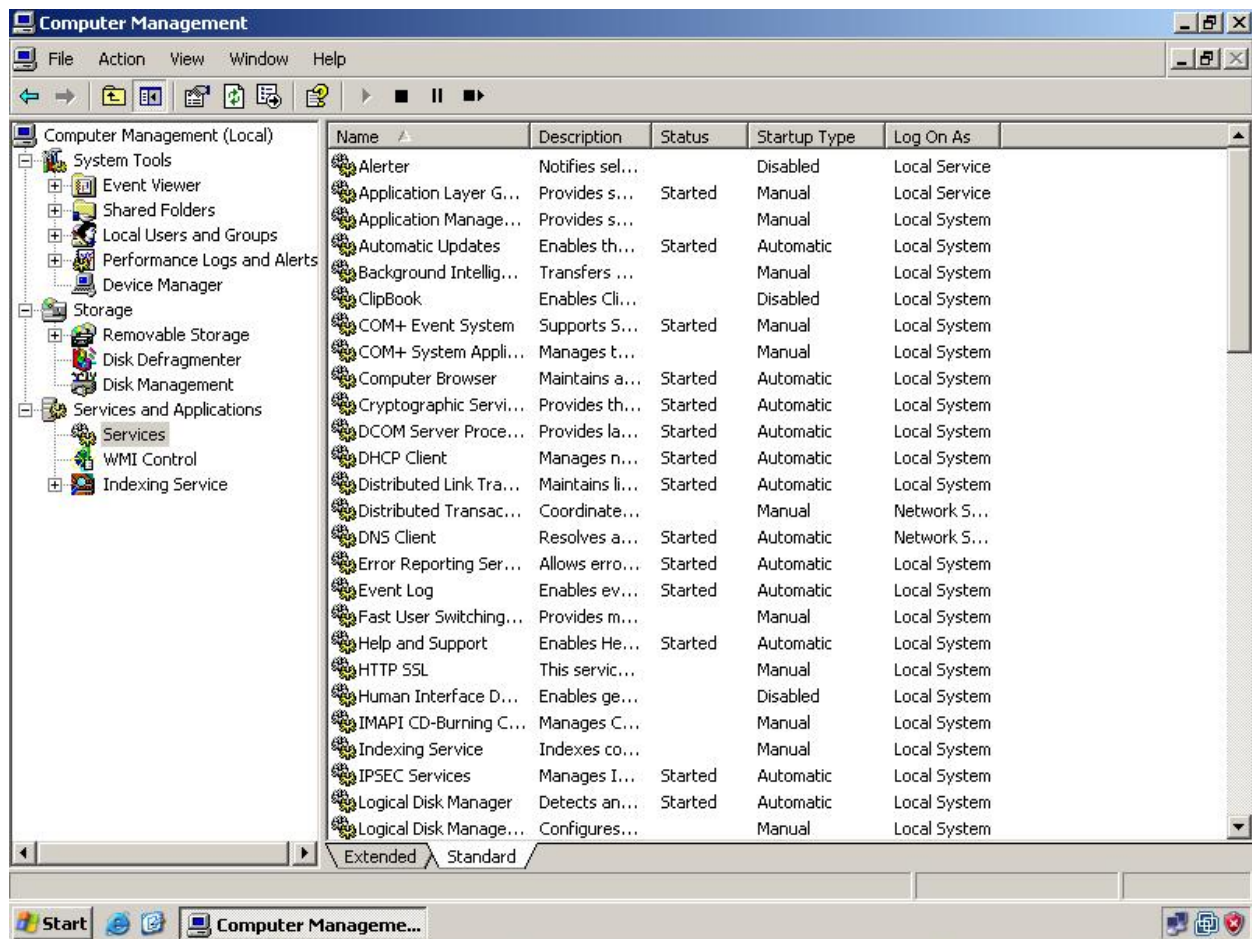 Computer Management
File Action View Window Help
Computer Management (Local)
System Tools
Event Viewer
Shared Folders
Local Users and Groups
Performance Logs and Alerts
Device Manager
Storage
Removable Storage
Disk Defragmenter
Disk Management
Services and Applications
Services
WMI Control
Indexing Service
Name Description Status Startup Type Log On As
Alerter Notifies sel... Disabled Local Service
Application Layer G... Provides s... Started Manual Local Service
Application Manage... Provides s... Manual Local System
Automatic Updates Enables th... Started Automatic Local System
Background Intellig... Transfers ... Manual Local System
ClipBook Enables Cli... Disabled Local System
COM+ Event System Supports S... Started Manual Local System
COM+ System Appli... Manages t... Manual Local System
Computer Browser Maintains a... Started Automatic Local System
Cryptographic Servi... Provides th... Started Automatic Local System
DCOM Server Proce... Provides la... Started Automatic Local System
DHCP Client Manages n... Started Automatic Local System
Distributed Link Tra... Maintains li... Started Automatic Local System
Distributed Transac... Coordinate... Manual Network S...
DNS Client Resolves a... Started Automatic Network S...
Error Reporting Ser... Allows erro... Started Automatic Local System
Event Log Enables ev... Started Automatic Local System
Fast User Switching... Provides m... Manual Local System
Help and Support Enables He... Started Automatic Local System
HTTP SSL This servic... Manual Local System
Human Interface D... Enables ge... Disabled Local System
IMAPI CD-Burning C... Manages C... Manual Local System
Indexing Service Indexes co... Manual Local System
IPSEC Services Manages I... Started Automatic Local System
Logical Disk Manager Detects an... Started Automatic Local System
Logical Disk Manage... Configures... Manual Local System
Extended Standard
Start Computer Manageme...